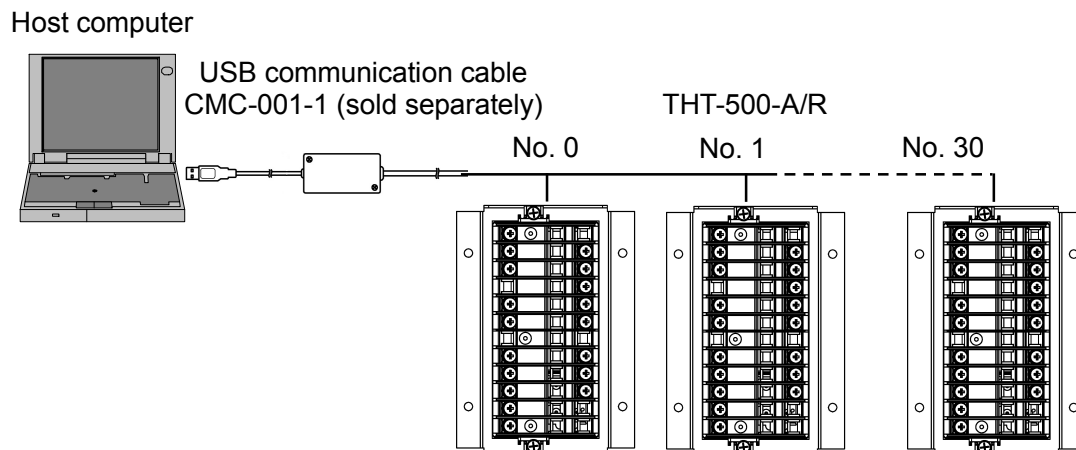 Host computer
USB communication cable
CMC-001-1 (sold separately)
THT-500-A/R
No. 0
No. 1
No. 30